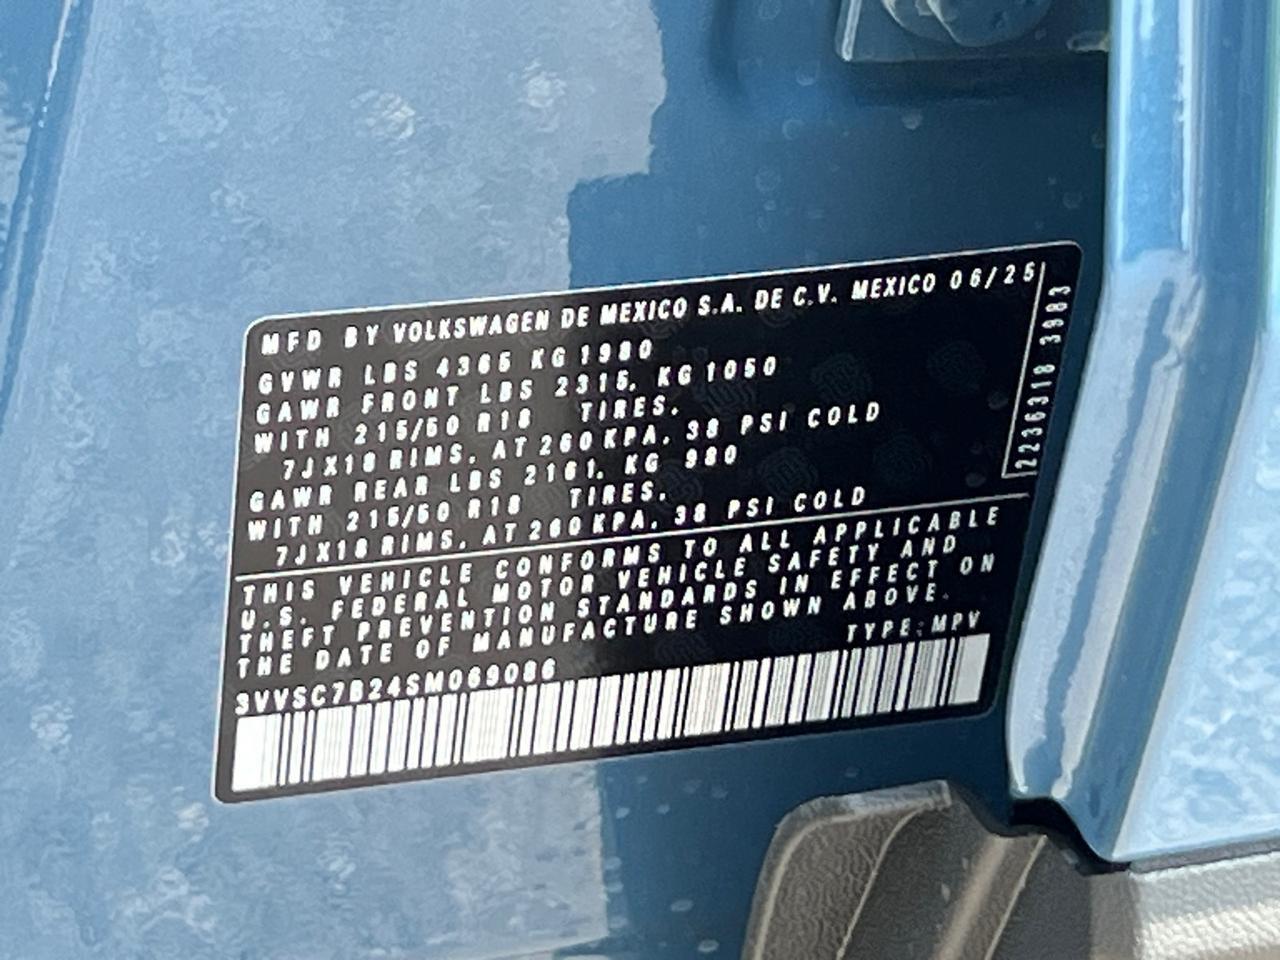 MFD BY VOLKSWAGEN DE MEXICO S.A. DE C.V. MEXICO 06/25
GVWR LBS 4365 KG 1980
GAWR FRONT LBS 2315, KG 1050
WITH 215/50 R18 TIRES,
7JX18 RIMS, AT 260 KPA, 38 PSI COLD
GAWR REAR LBS 2161, KG 980
WITH 215/50 R18 TIRES,
7JX18 RIMS, AT 260 KPA, 38 PSI COLD
THIS VEHICLE CONFORMS TO ALL APPLICABLE
U.S. FEDERAL MOTOR VEHICLE SAFETY AND
THEFT PREVENTION STANDARDS IN EFFECT ON
THE DATE OF MANUFACTURE SHOWN ABOVE.
TYPE: MPV
3VVSC7B24SM069086
2236318 3983